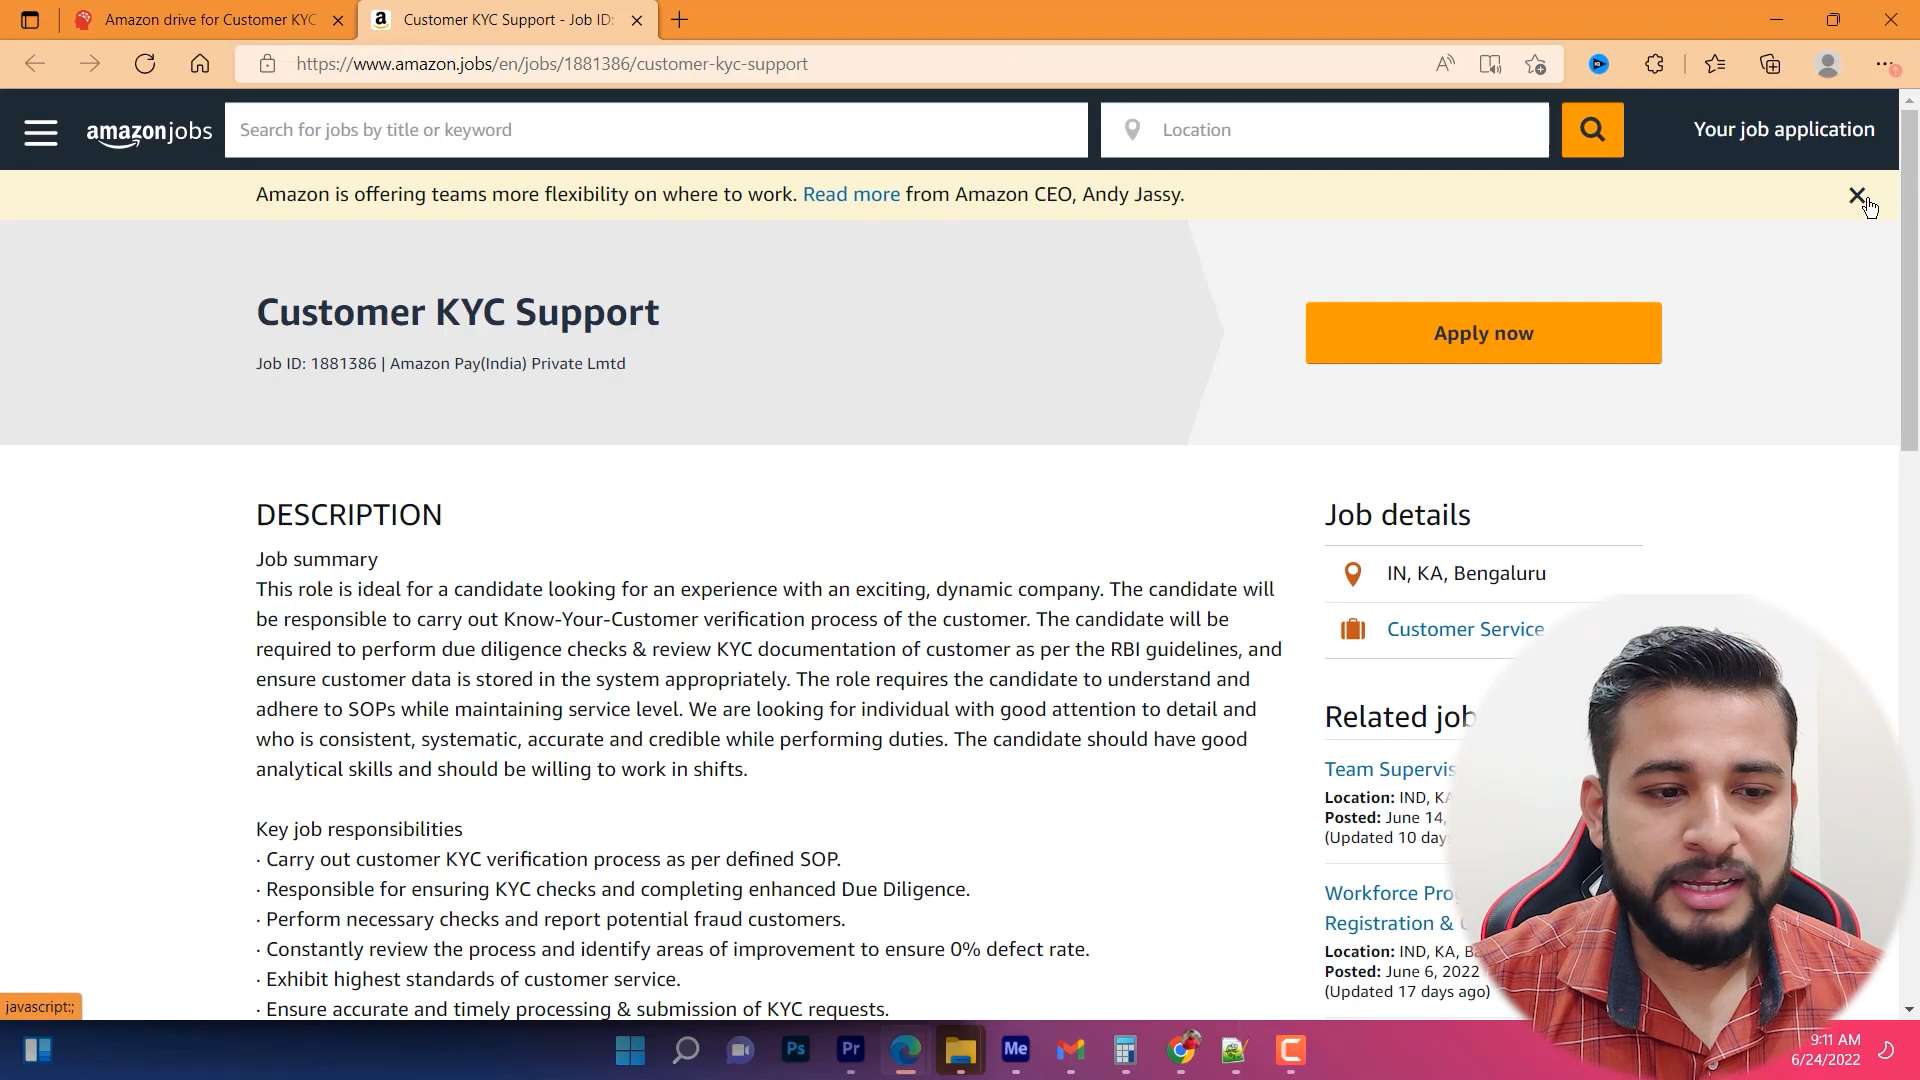 Amazon drive for Customer KYC
Customer KYC Support - Job ID:
https://www.amazon.jobs/en/jobs/1881386/customer-kyc-support
amazonjobs
Search for jobs by title or keyword
Location
Your job application
Amazon is offering teams more flexibility on where to work. Read more from Amazon CEO, Andy Jassy.
Customer KYC Support
Job ID: 1881386 | Amazon Pay(India) Private Lmtd
Apply now
DESCRIPTION
Job summary
This role is ideal for a candidate looking for an experience with an exciting, dynamic company. The candidate will
be responsible to carry out Know-Your-Customer verification process of the customer. The candidate will be
required to perform due diligence checks & review KYC documentation of customer as per the RBI guidelines, and
ensure customer data is stored in the system appropriately. The role requires the candidate to understand and
adhere to SOPs while maintaining service level. We are looking for individual with good attention to detail and
who is consistent, systematic, accurate and credible while performing duties. The candidate should have good
analytical skills and should be willing to work in shifts.
Key job responsibilities
· Carry out customer KYC verification process as per defined SOP.
· Responsible for ensuring KYC checks and completing enhanced Due Diligence.
· Perform necessary checks and report potential fraud customers.
· Constantly review the process and identify areas of improvement to ensure 0% defect rate.
· Exhibit highest standards of customer service.
· Ensure accurate and timely processing & submission of KYC requests.
Job details
IN, KA, Bengaluru
Customer Service
Related job
Team Supervis
Location: IND, KA
Posted: June 14,
(Updated 10 days
Workforce Pro
Registration &
Location: IND, KA, Ba
Posted: June 6, 2022
(Updated 17 days ago)
javascript:;
Ps
Pr
Me
9:11 AM
6/24/2022